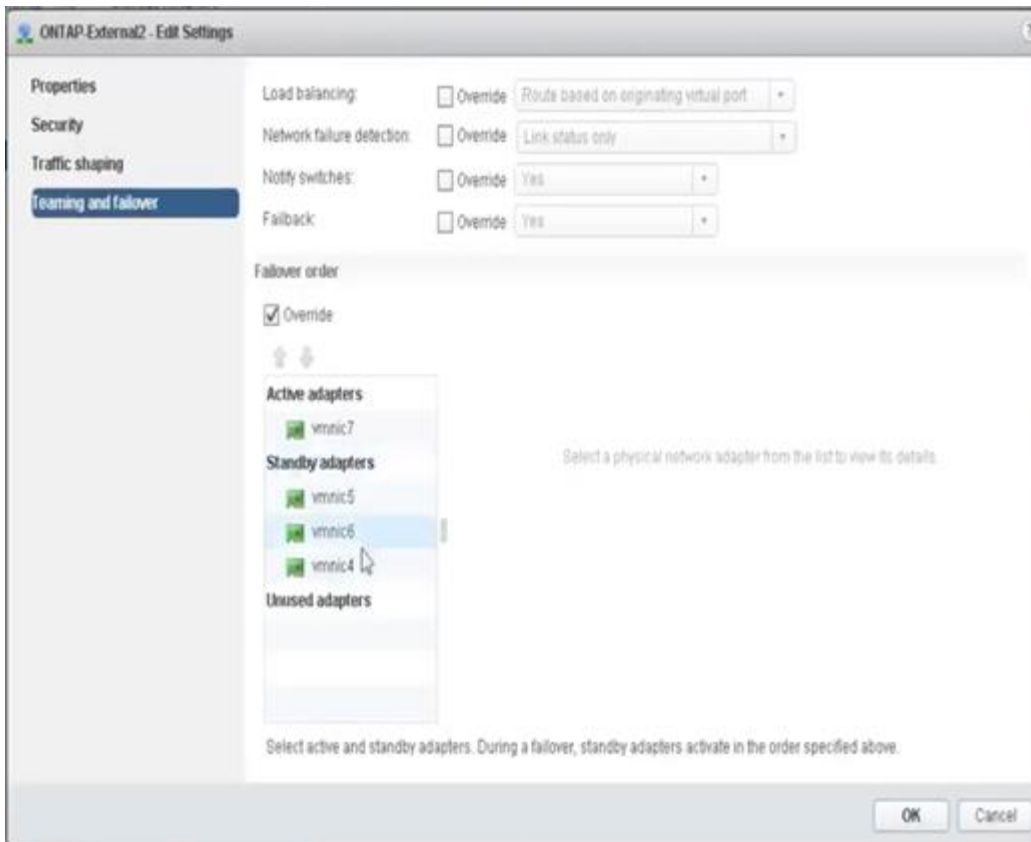 ONTAP-External2 - Edit Settings
Properties
Security
Traffic shaping
Teaming and failover
Load balancing:
Override
Route based on originating virtual port
Network failure detection:
Override
Link status only
Notify switches:
Override
Yes
Failback:
Override
Yes
Failover order
Override
Active adapters
vmnic7
Standby adapters
vmnic5
vmnic6
vmnic4
Unused adapters
Select a physical network adapter from the list to view its details.
Select active and standby adapters. During a failover, standby adapters activate in the order specified above.
OK
Cancel